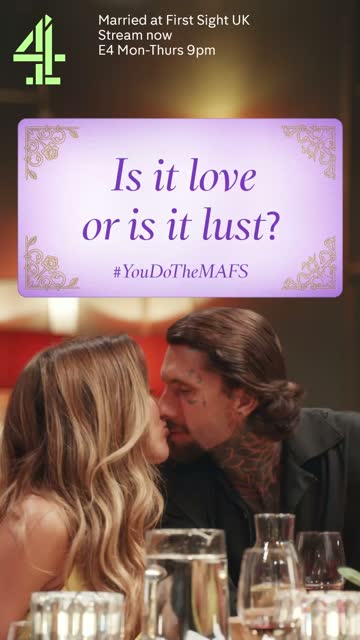 Married at First Sight UK
Stream now
E4 Mon-Thurs 9pm
Is it love
or is it lust?
#YouDoTheMAFS